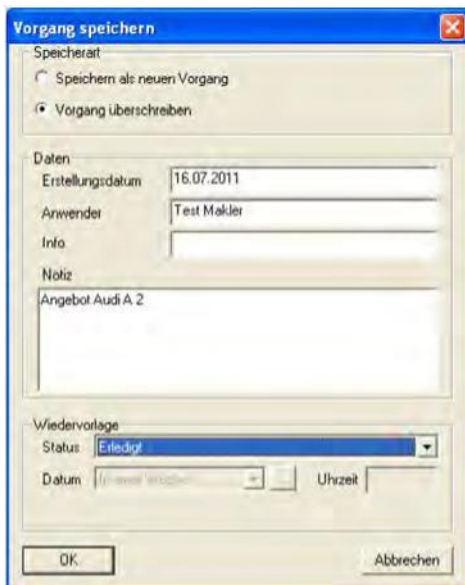 Vorgang speichern
Speicherart
Speichern als neuen Vorgang
Vorgang überschreiben
Daten
Erstellungsdatum 16.07.2011
Anwender Test Makler
Info
Notiz
Angebot Audi A 2
Wiedervorlage
Status Erledigt
Datum Uhrzeit
OK Abbrechen